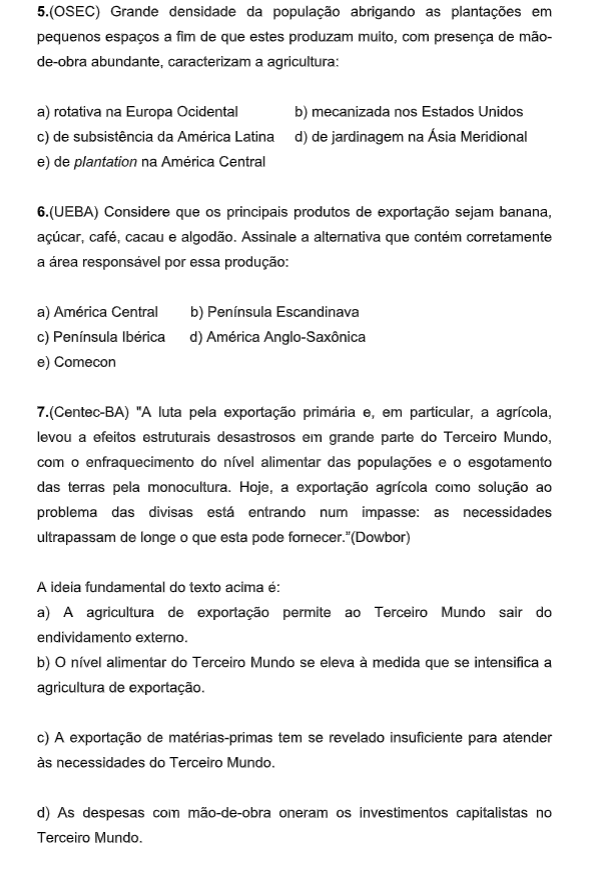 5.(OSEC) Grande densidade da população abrigando as plantações em
pequenos espaços a fim de que estes produzam muito, com presença de mão-
de-obra abundante, caracterizam a agricultura:
a) rotativa na Europa Ocidental b) mecanizada nos Estados Unidos
c) de subsistência da América Latina d) de jardinagem na Ásia Meridional
e) de plantation na América Central
6.(UEBA) Considere que os principais produtos de exportação sejam banana,
açúcar, café, cacau e algodão. Assinale a alternativa que contém corretamente
a área responsável por essa produção:
a) América Central b) Península Escandinava
c) Península Ibérica d) América Anglo-Saxônica
e) Comecon
7.(Centec-BA) "A luta pela exportação primária e, em particular, a agrícola,
levou a efeitos estruturais desastrosos em grande parte do Terceiro Mundo,
com o enfraquecimento do nível alimentar das populações e o esgotamento
das terras pela monocultura. Hoje, a exportação agrícola como solução ao
problema das divisas está entrando num impasse: as necessidades
ultrapassam de longe o que esta pode fornecer."(Dowbor)
A ideia fundamental do texto acima é:
a) A agricultura de exportação permite ao Terceiro Mundo sair do
endividamento externo.
b) O nível alimentar do Terceiro Mundo se eleva à medida que se intensifica a
agricultura de exportação.
c) A exportação de matérias-primas tem se revelado insuficiente para atender
às necessidades do Terceiro Mundo.
d) As despesas com mão-de-obra oneram os investimentos capitalistas no
Terceiro Mundo.